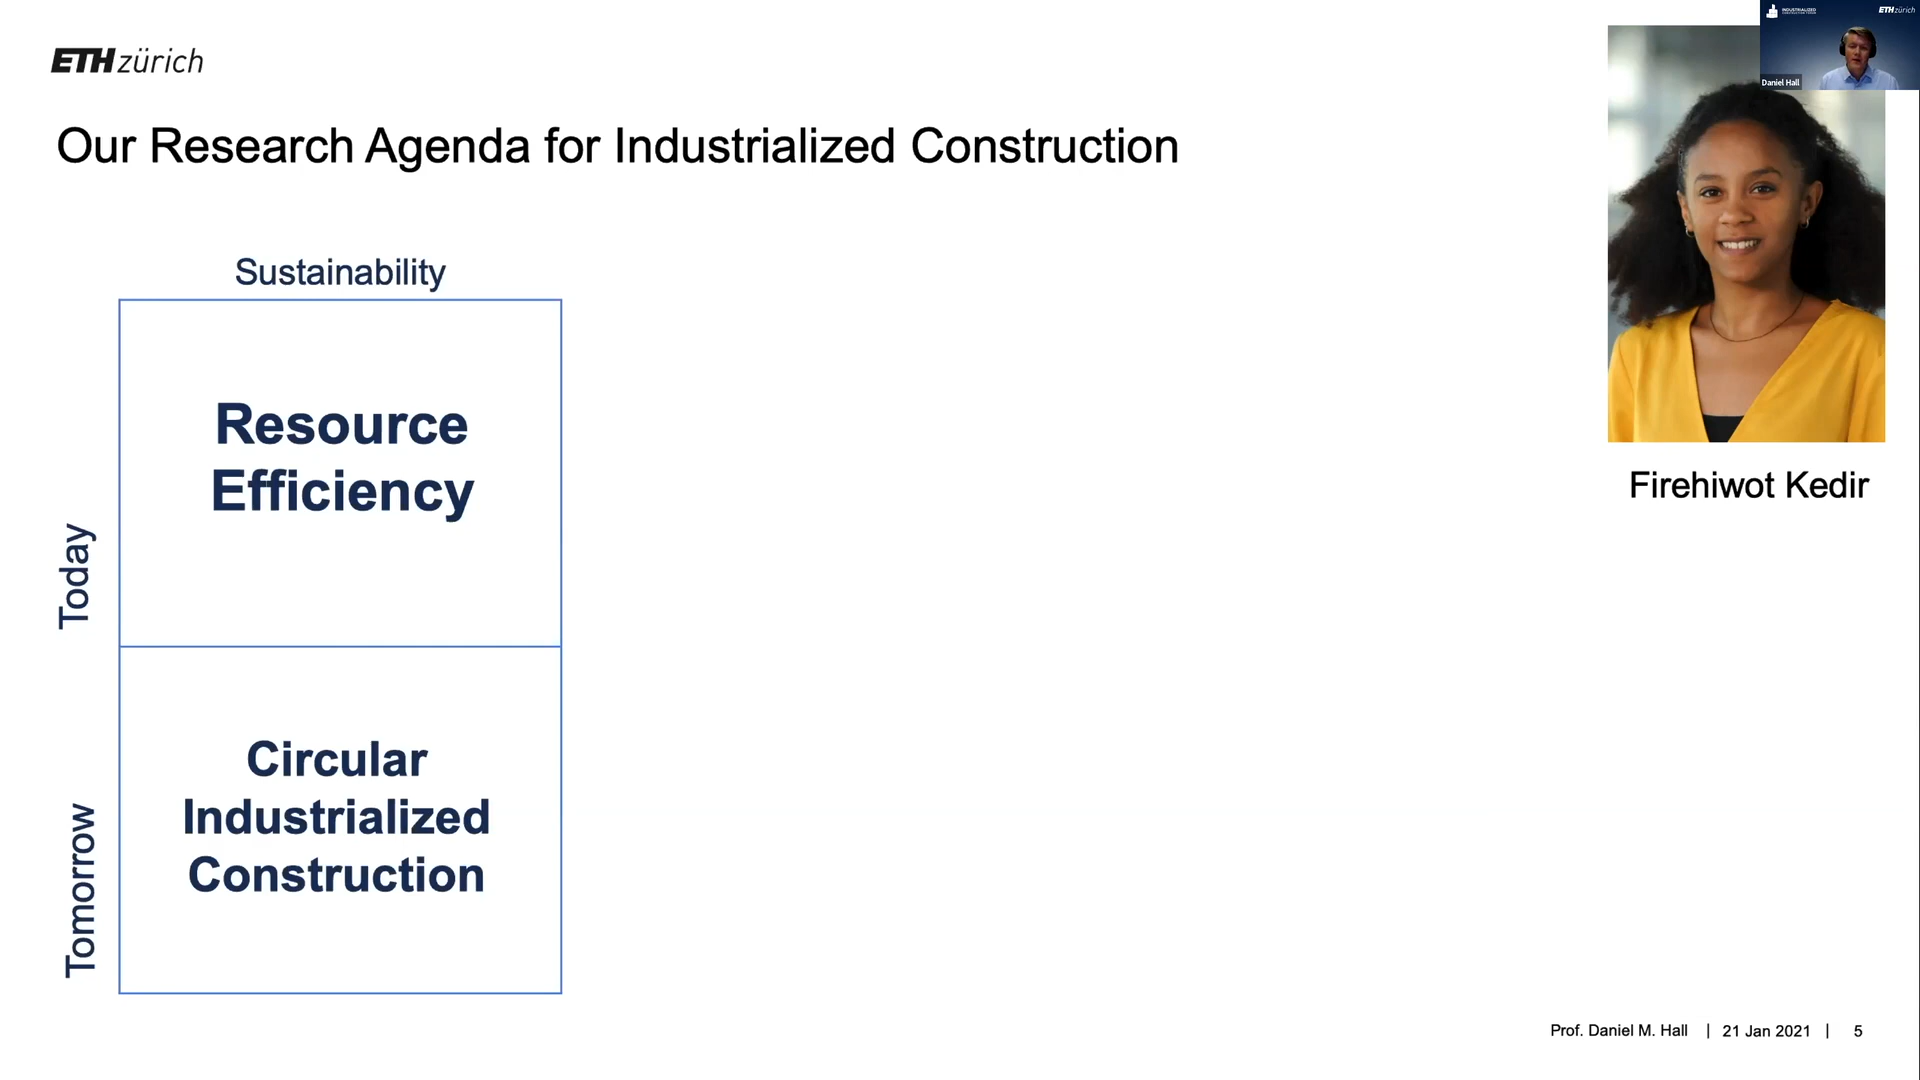 ETH zürich
INDUSTRIALIZED
ETH zürich
Daniel Hall
Our Research Agenda for Industrialized Construction
Sustainability
Resource
Efficiency
Today
Firehiwot Kedir
Circular
Industrialized
Construction
Tomorrow
Prof. Daniel M. Hall | 21 Jan 2021 | 5